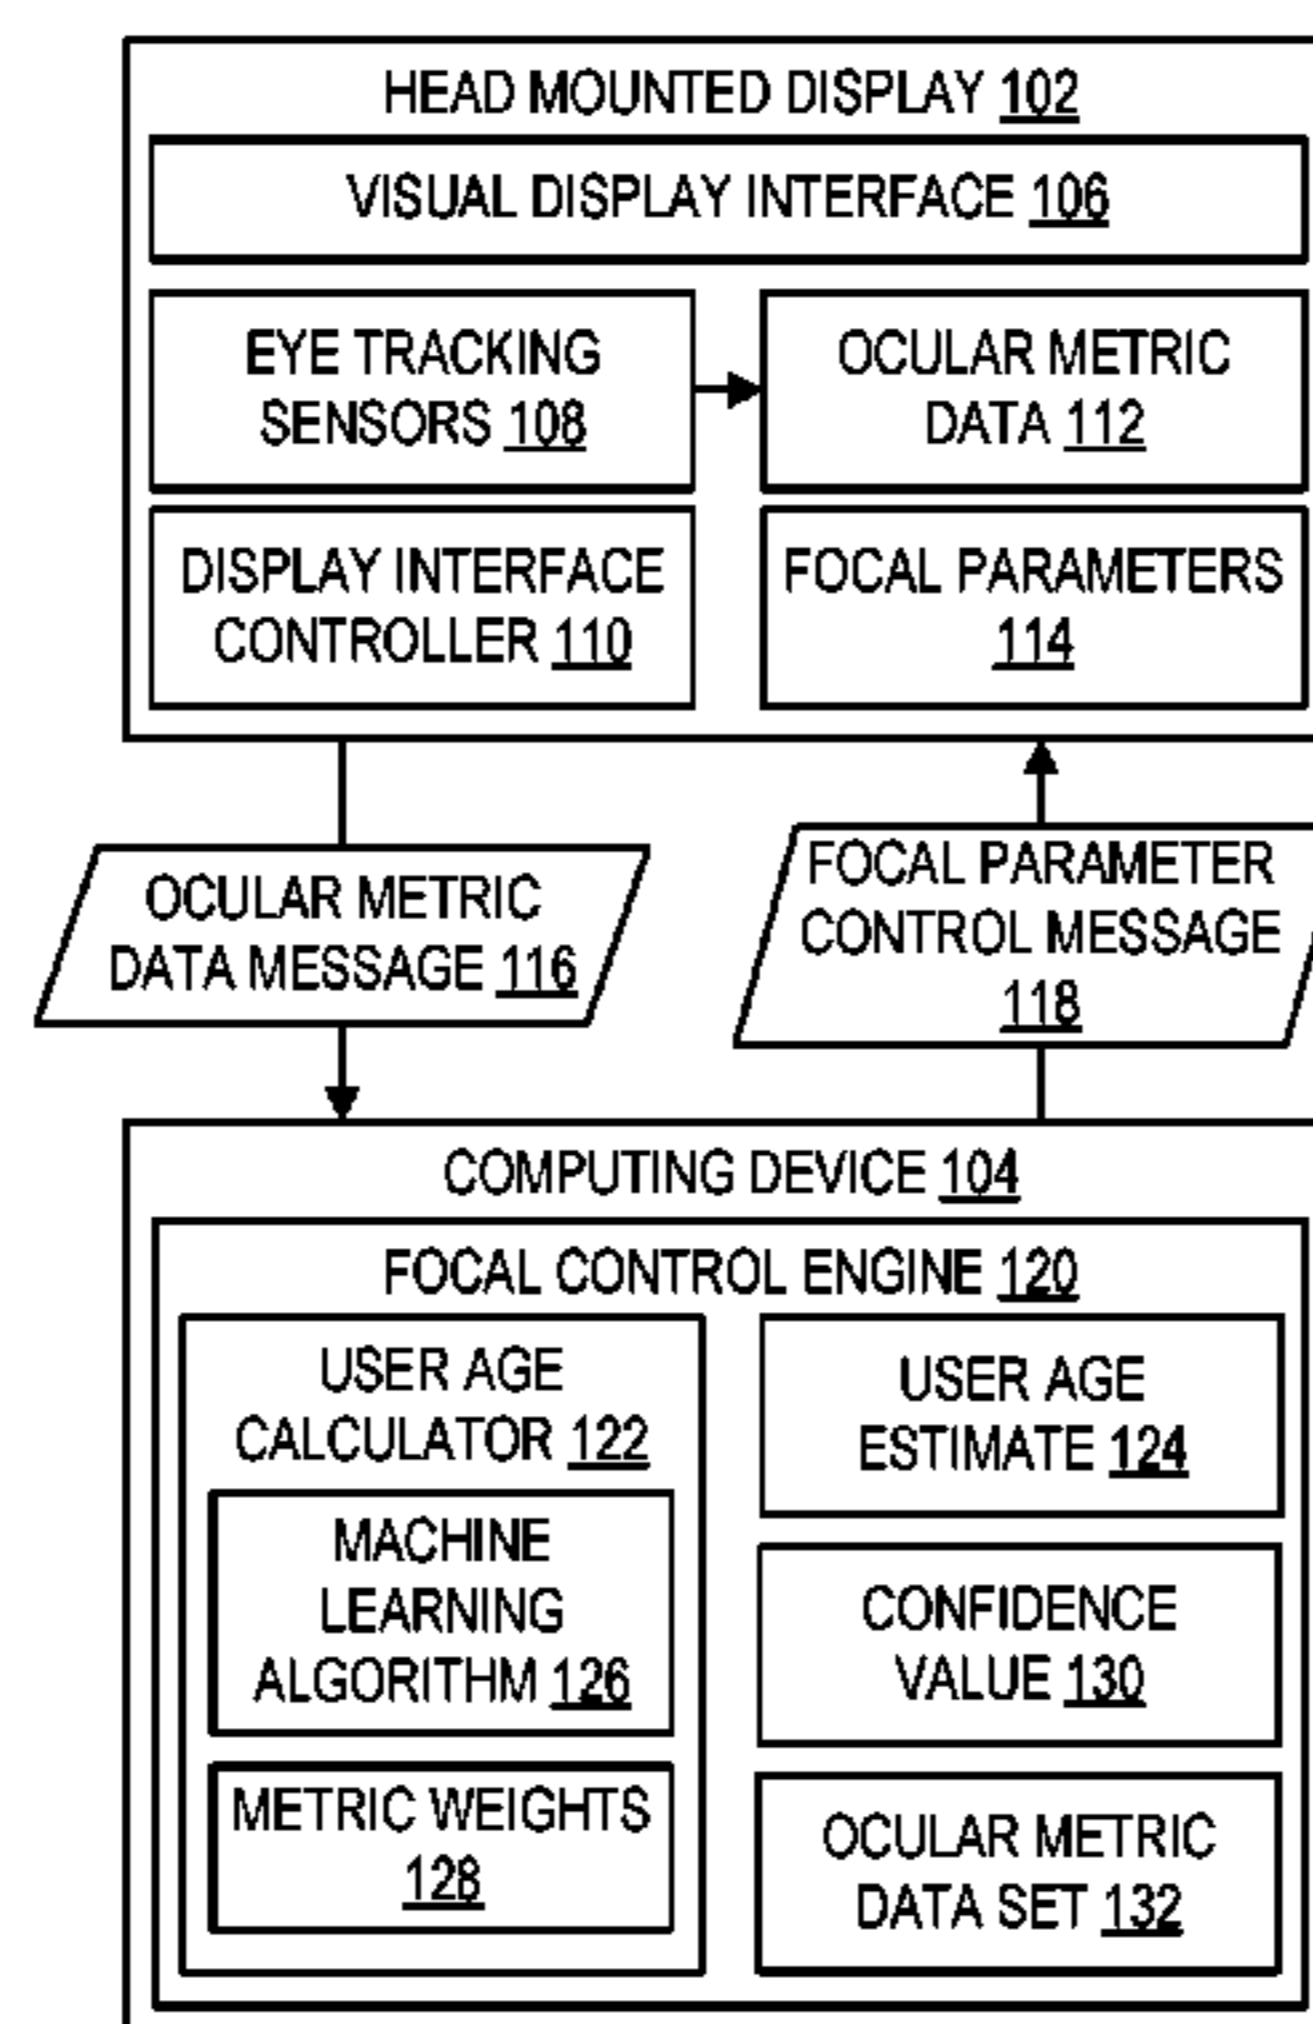 HEAD MOUNTED DISPLAY 102
VISUAL DISPLAY INTERFACE 106
EYE TRACKING
SENSORS 108
OCULAR METRIC
DATA 112
DISPLAY INTERFACE
CONTROLLER 110
FOCAL PARAMETERS
114
OCULAR METRIC
DATA MESSAGE 116
FOCAL PARAMETER
CONTROL MESSAGE
118
COMPUTING DEVICE 104
FOCAL CONTROL ENGINE 120
USER AGE
CALCULATOR 122
MACHINE
LEARNING
ALGORITHM 126
METRIC WEIGHTS
128
USER AGE
ESTIMATE 124
CONFIDENCE
VALUE 130
OCULAR METRIC
DATA SET 132